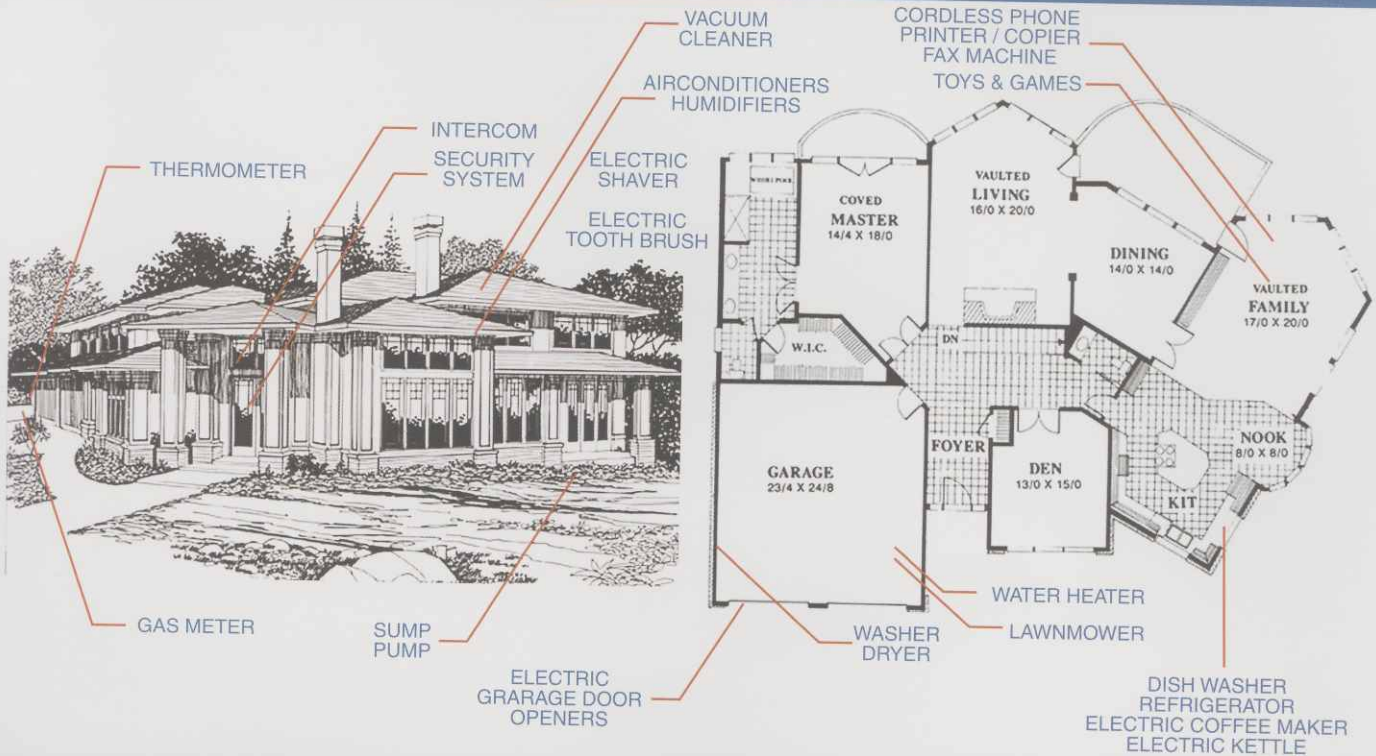 VACUUM
CLEANER
AIRCONDITIONERS
HUMIDIFIERS
INTERCOM
SECURITY
SYSTEM
THERMOMETER
ELECTRIC
SHAVER
ELECTRIC
TOOTH BRUSH
GAS METER
SUMP
PUMP
CORDLESS PHONE
PRINTER / COPIER
FAX MACHINE
TOYS & GAMES
WHIRLPOOL
COVED
MASTER
14/4 X 18/0
VAULTED
LIVING
16/0 X 20/0
DINING
14/0 X 14/0
VAULTED
FAMILY
17/0 X 20/0
W.I.C.
DN
GARAGE
23/4 X 24/8
FOYER
DEN
13/0 X 15/0
NOOK
8/0 X 8/0
KIT
WATER HEATER
LAWNMOWER
WASHER
DRYER
ELECTRIC
GRARAGE DOOR
OPENERS
DISH WASHER
REFRIGERATOR
ELECTRIC COFFEE MAKER
ELECTRIC KETTLE